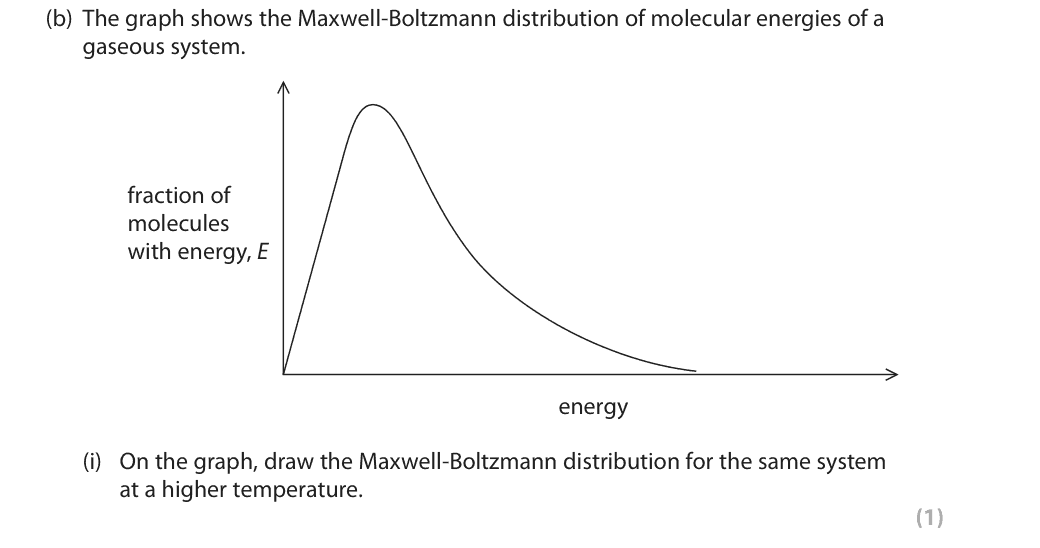 (b) The graph shows the Maxwell-Boltzmann distribution of molecular energies of a
gaseous system.
fraction of
molecules
with energy, E
energy
(i) On the graph, draw the Maxwell-Boltzmann distribution for the same system
at a higher temperature.
(1)